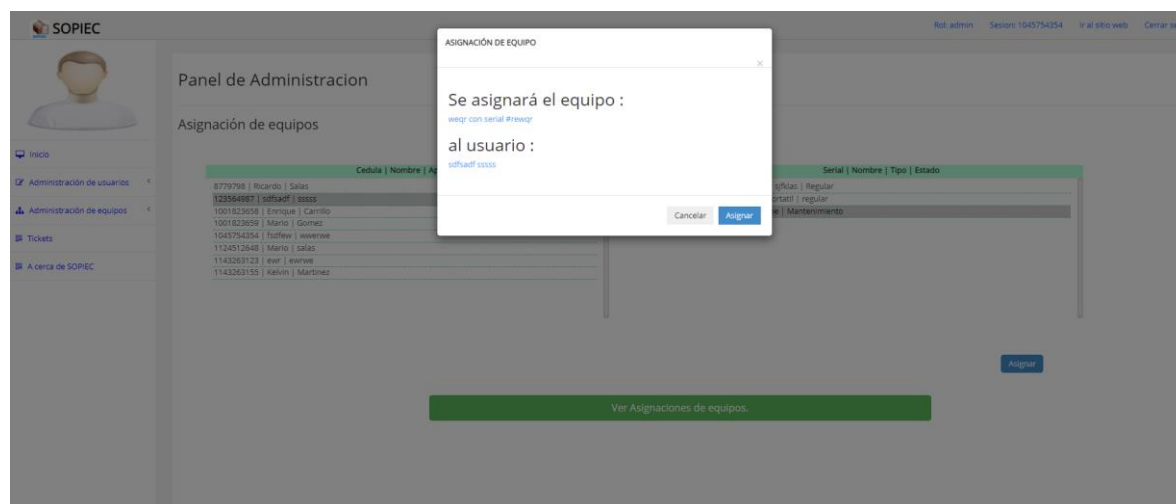 SOPIEC
Rol: admin Sesion: 1045754354 Ir al sitio web Cerrar se
ASIGNACIÓN DE EQUIPO
×
Se asignará el equipo :
weqr con serial #rewqr
al usuario :
sdfsadf sssss
Cancelar Asignar
Panel de Administracion
Asignación de equipos
Inicio
Administración de usuarios
Administración de equipos
Tickets
A cerca de SOPIEC
Cedula | Nombre | Ap
8779798 | Ricardo | Salas
123564987 | sdfsadf | sssss
1001823658 | Enrique | Carrillo
1001823659 | Mario | Gomez
1045754354 | fsdfew | wwerwe
1124512648 | Mario | salas
1143263123 | ewr | ewrwe
1143263155 | Kelvin | Martinez
Serial | Nombre | Tipo | Estado
| Regular
| regular
| Mantenimiento
Asignar
Ver Asignaciones de equipos.